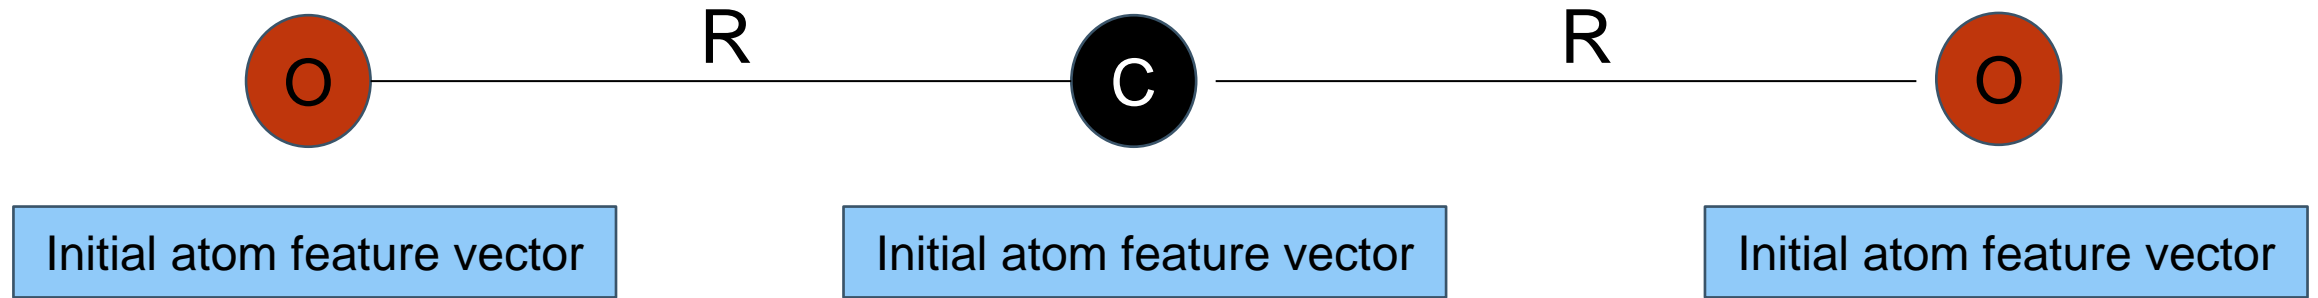 R R
O C O
Initial atom feature vector Initial atom feature vector Initial atom feature vector